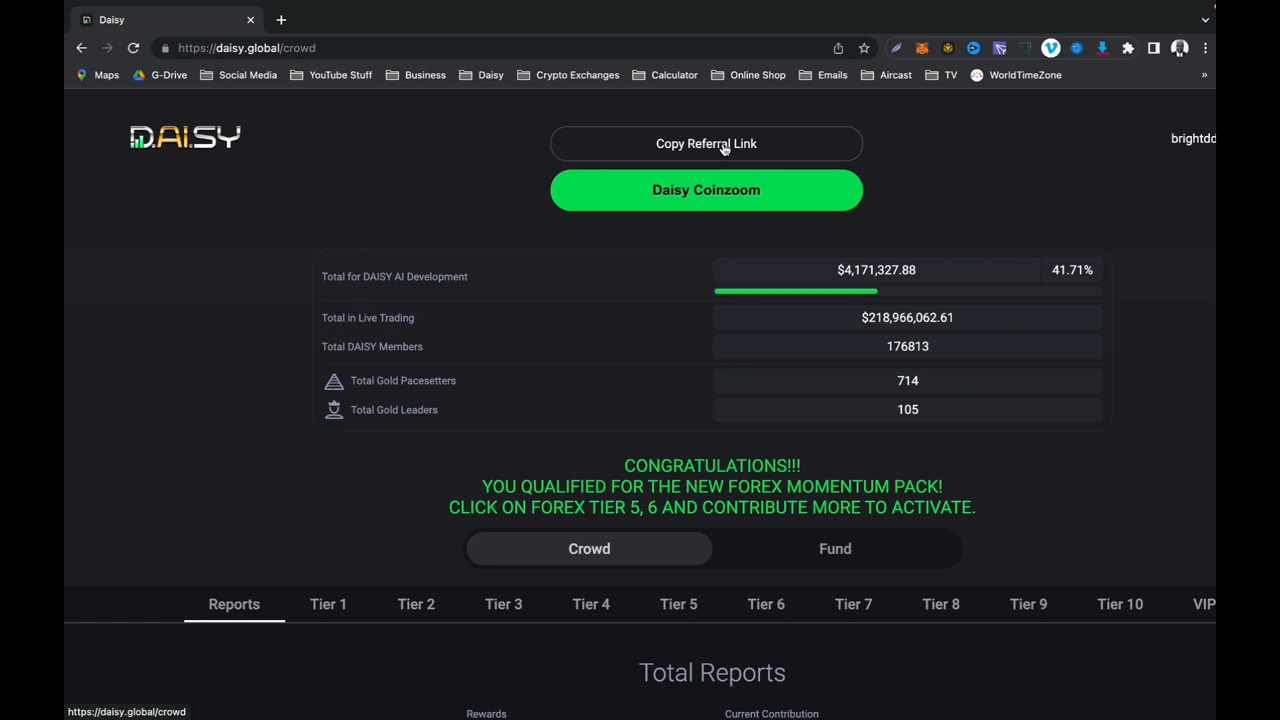 Daisy
https://daisy.global/crowd
Maps G-Drive Social Media YouTube Stuff Business Daisy Crypto Exchanges Calculator Online Shop Emails Aircast TV WorldTimeZone »
D.AI.SY
Copy Referral Link
brightdd
Daisy Coinzoom
Total for DAISY AI Development $4,171,327.88 41.71%
Total in Live Trading $218,966,062.61
Total DAISY Members 176813
Total Gold Pacesetters 714
Total Gold Leaders 105
CONGRATULATIONS!!!
YOU QUALIFIED FOR THE NEW FOREX MOMENTUM PACK!
CLICK ON FOREX TIER 5, 6 AND CONTRIBUTE MORE TO ACTIVATE.
Crowd Fund
Reports Tier 1 Tier 2 Tier 3 Tier 4 Tier 5 Tier 6 Tier 7 Tier 8 Tier 9 Tier 10 VIP
Total Reports
Rewards Current Contribution
https://daisy.global/crowd